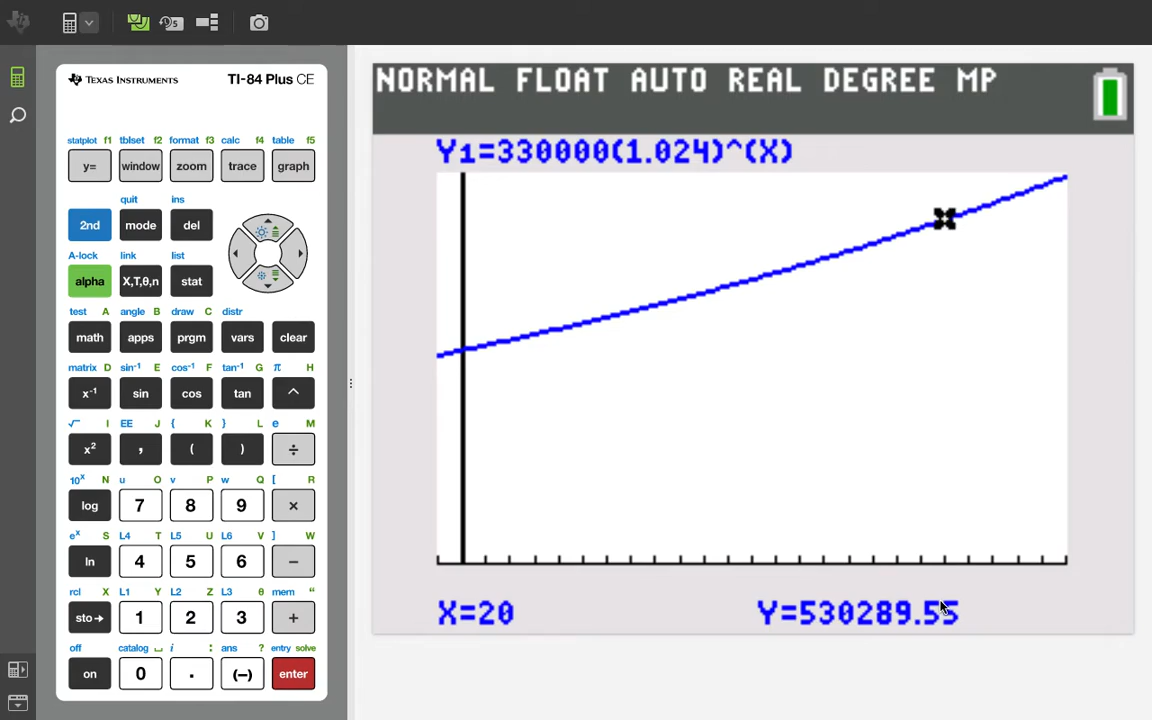 TEXAS INSTRUMENTS TI-84 Plus CE
statplot f1 tblset f2 format f3 calc f4 table f5
y= window zoom trace graph
quit ins
2nd mode del
A-lock link list
alpha X,T,θ,n stat
test A angle B draw C distr
math apps prgm vars clear
matrix D sin⁻¹ E cos⁻¹ F tan⁻¹ G π H
x⁻¹ sin cos tan ^
√‾ I EE J { K } L e M
x² , ( ) ÷
10ˣ N u O v P w Q [ R
log 7 8 9 ×
eˣ S L4 T L5 U L6 V ] W
ln 4 5 6 −
rcl X L1 Y L2 Z L3 θ mem "
sto→ 1 2 3 +
off catalog ⎵ i : ans ? entry solve
on 0 . (−) enter
NORMAL FLOAT AUTO REAL DEGREE MP
Y1=330000(1.024)^(X)
X=20 Y=530289.55
5